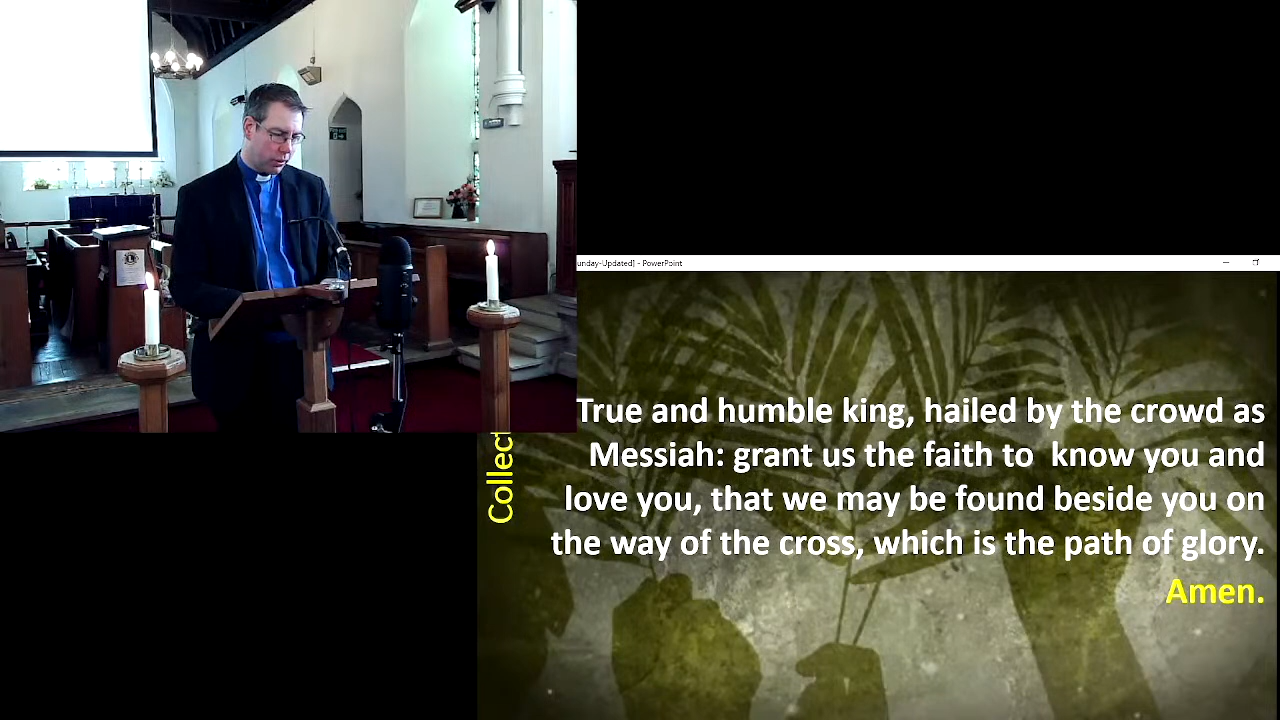 unday-Updated] - PowerPoint
Collect
True and humble king, hailed by the crowd as
Messiah: grant us the faith to know you and
love you, that we may be found beside you on
the way of the cross, which is the path of glory.
Amen.